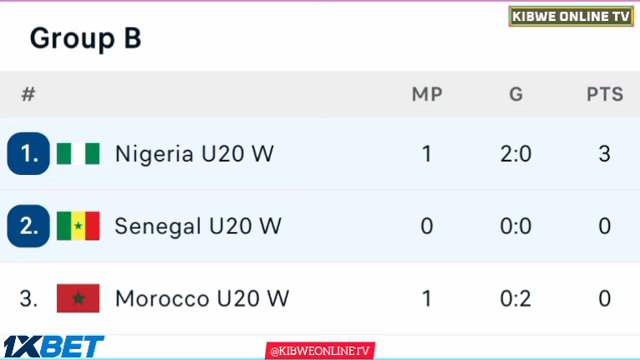 KIBWE ONLINE TV
Group B
# MP G PTS
1. Nigeria U20 W 1 2:0 3
2. Senegal U20 W 0 0:0 0
3. Morocco U20 W 1 0:2 0
1XBET
@KIBWEONLINETV